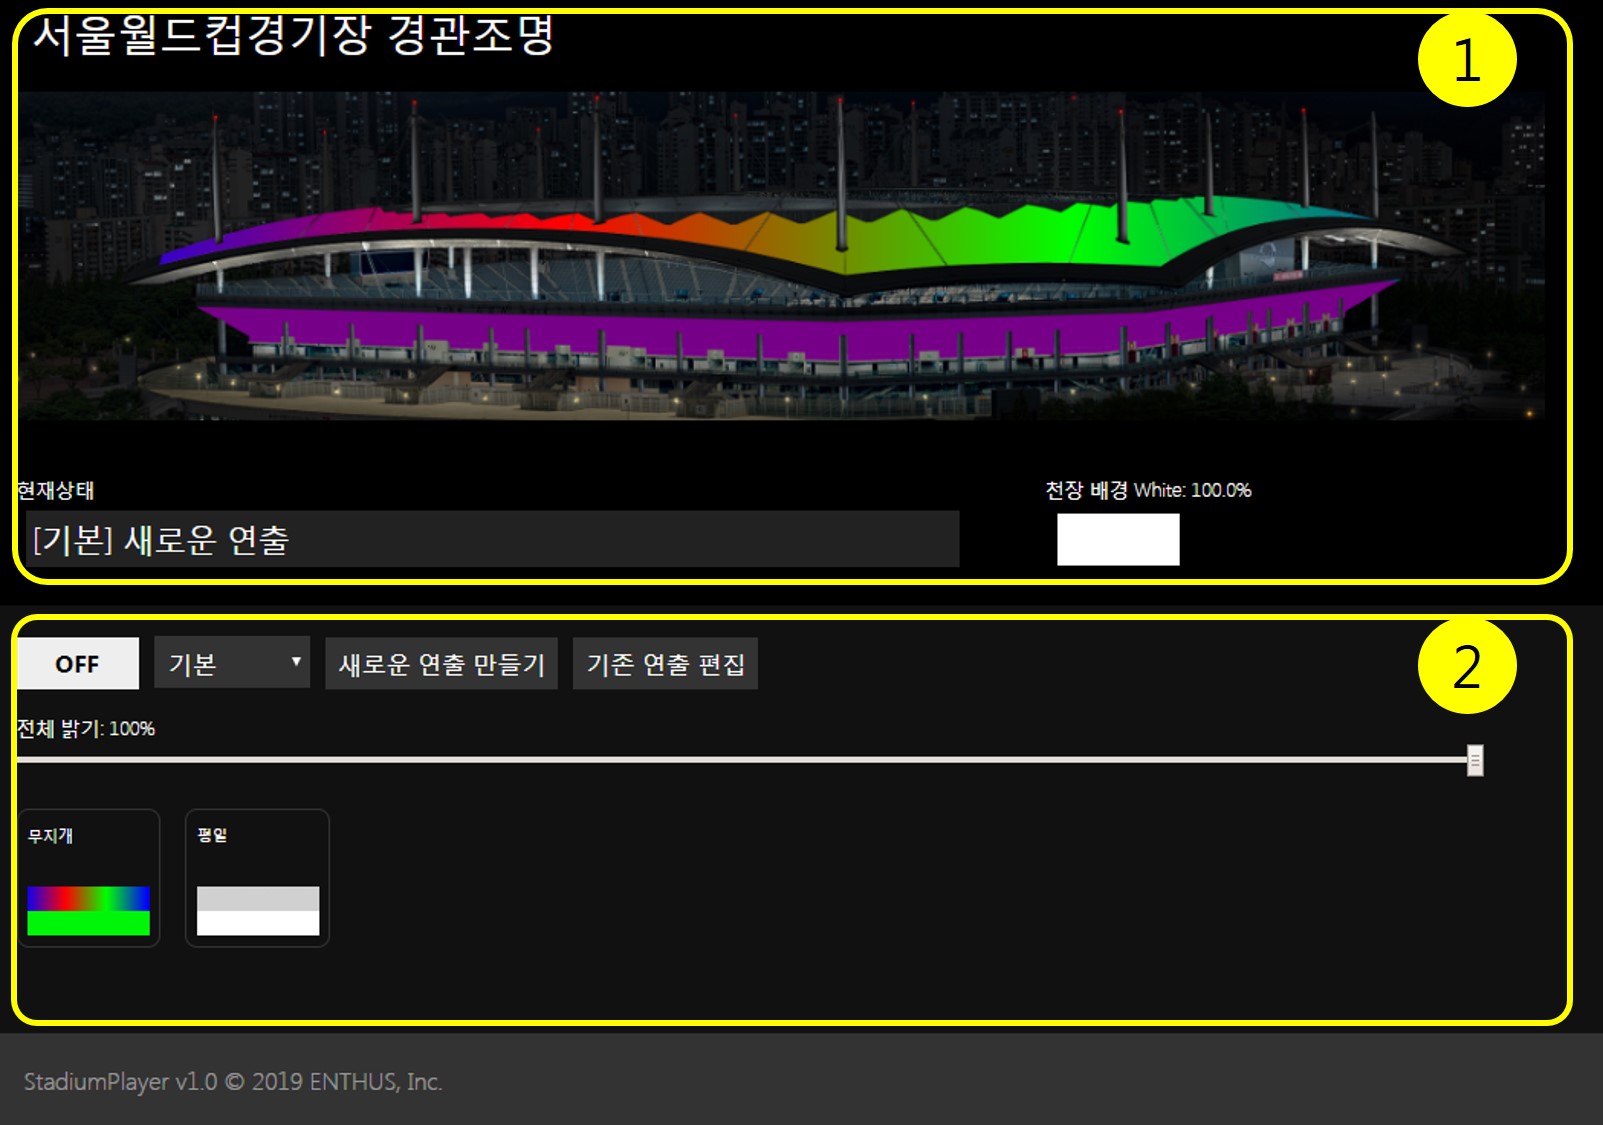 서울월드컵경기장 경관조명
1
현재상태
천장 배경 White: 100.0%
[기본] 새로운 연출
2
OFF
기본
새로운 연출 만들기
기존 연출 편집
전체 밝기: 100%
무지개
평일
StadiumPlayer v1.0 © 2019 ENTHUS, Inc.